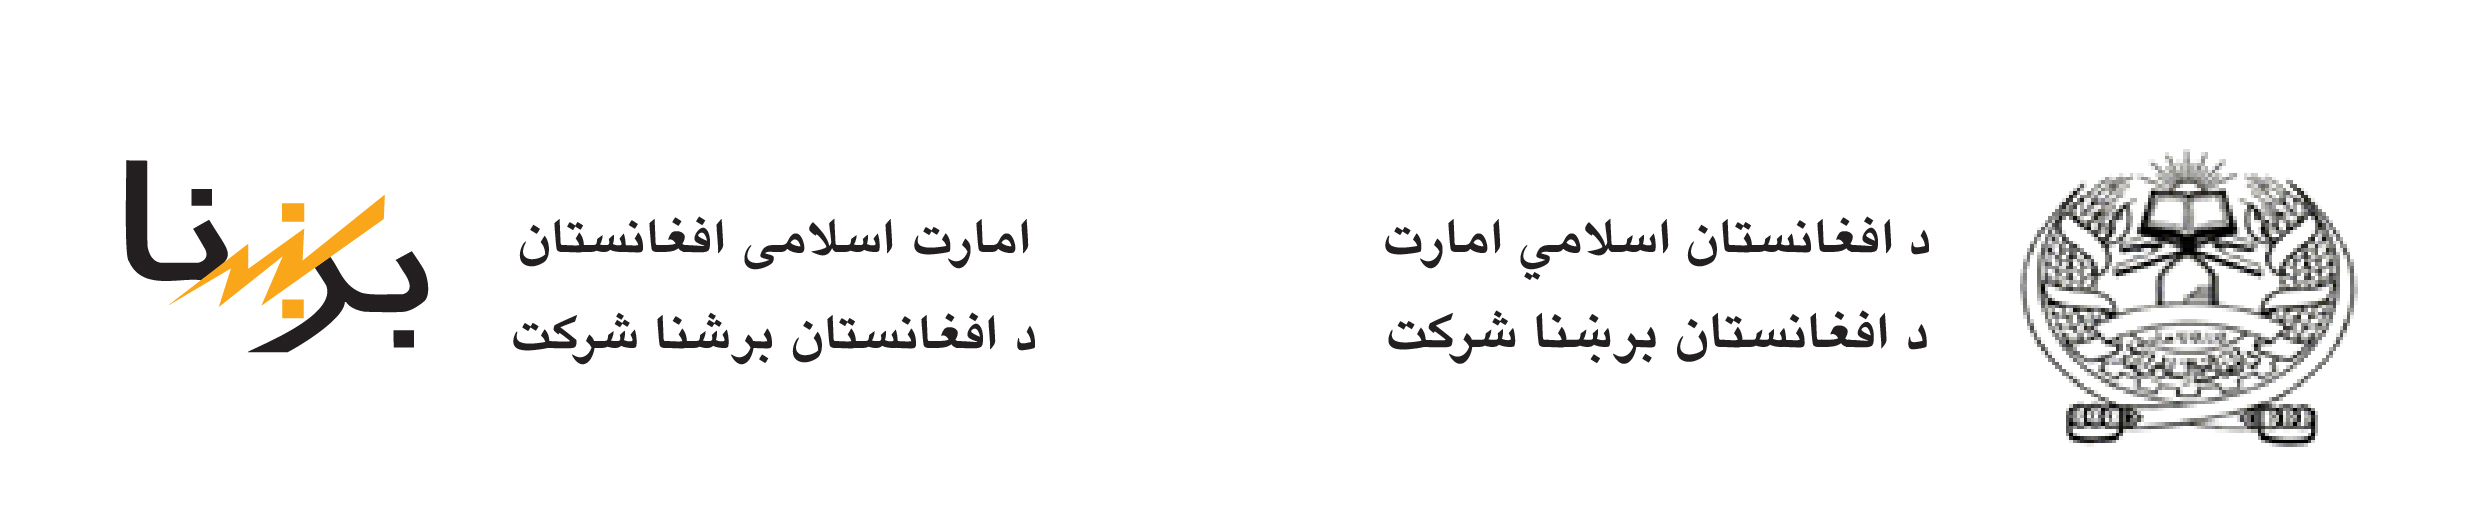 د افغانستان اسلامي امارت
د افغانستان برښنا شرکت
امارت اسلامی افغانستان
د افغانستان برشنا شرکت
برښنا